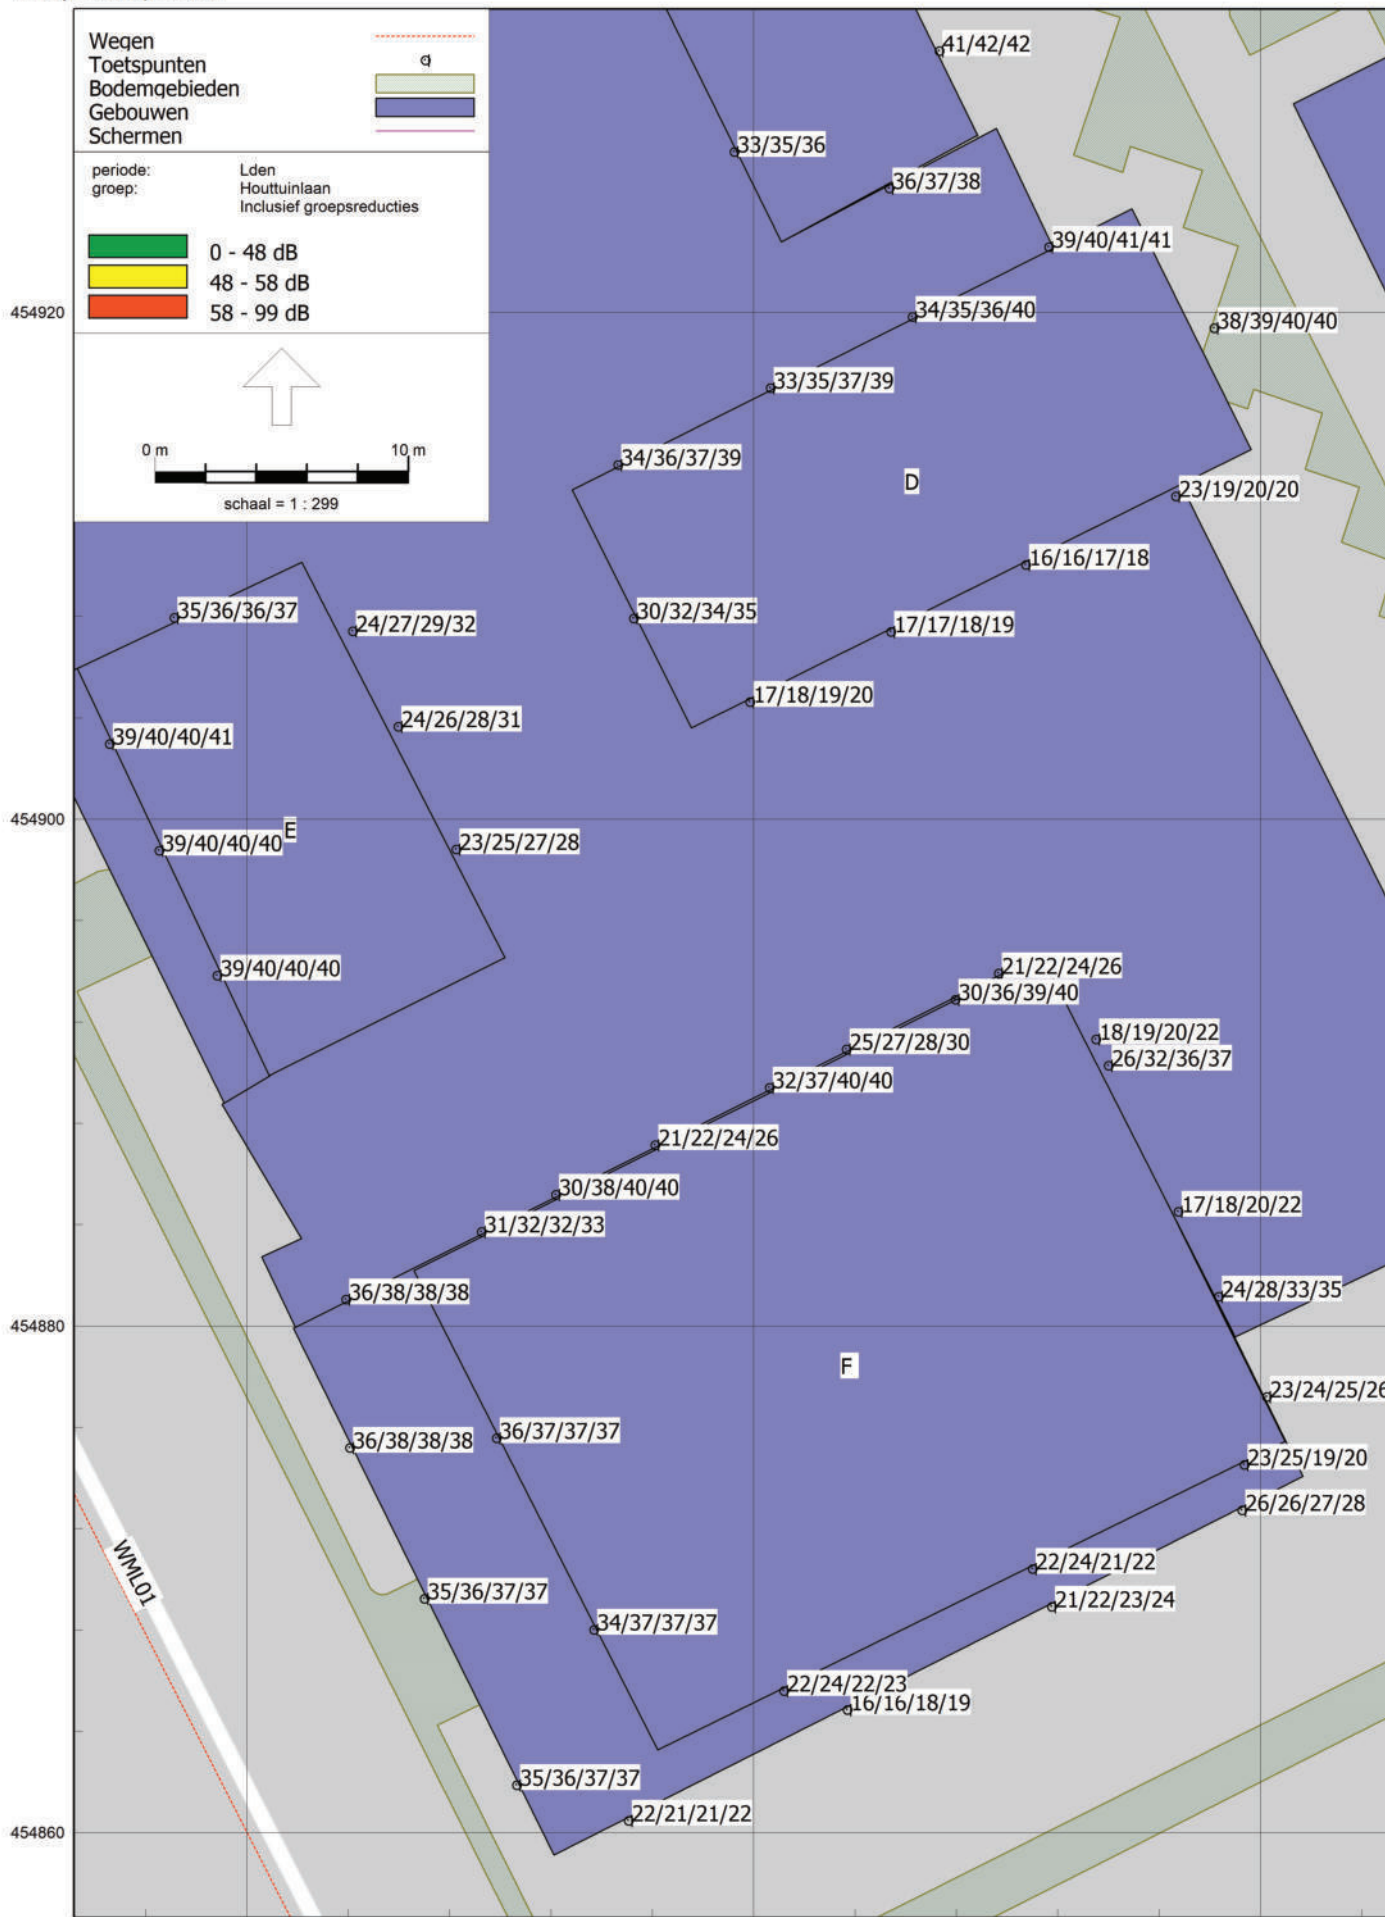 Wegen
Toetspunten
Bodemgebieden
Gebouwen
Schermen
periode: Lden
groep: Houttuinlaan
Inclusief groepsreducties
0 - 48 dB
48 - 58 dB
58 - 99 dB
0 m 10 m
schaal = 1 : 299
41/42/42
33/35/36
36/37/38
39/40/41/41
454920
34/35/36/40
38/39/40/40
33/35/37/39
34/36/37/39
D
23/19/20/20
16/16/17/18
35/36/36/37
24/27/29/32
30/32/34/35
17/17/18/19
17/18/19/20
24/26/28/31
39/40/40/41
454900
E
39/40/40/40
23/25/27/28
39/40/40/40
21/22/24/26
30/36/39/40
18/19/20/22
25/27/28/30
26/32/36/37
32/37/40/40
21/22/24/26
30/38/40/40
17/18/20/22
31/32/32/33
36/38/38/38
24/28/33/35
454880
F
23/24/25/26
36/37/37/37
36/38/38/38
23/25/19/20
26/26/27/28
WML01
22/24/21/22
35/36/37/37
21/22/23/24
34/37/37/37
22/24/22/23
16/16/18/19
35/36/37/37
22/21/21/22
454860